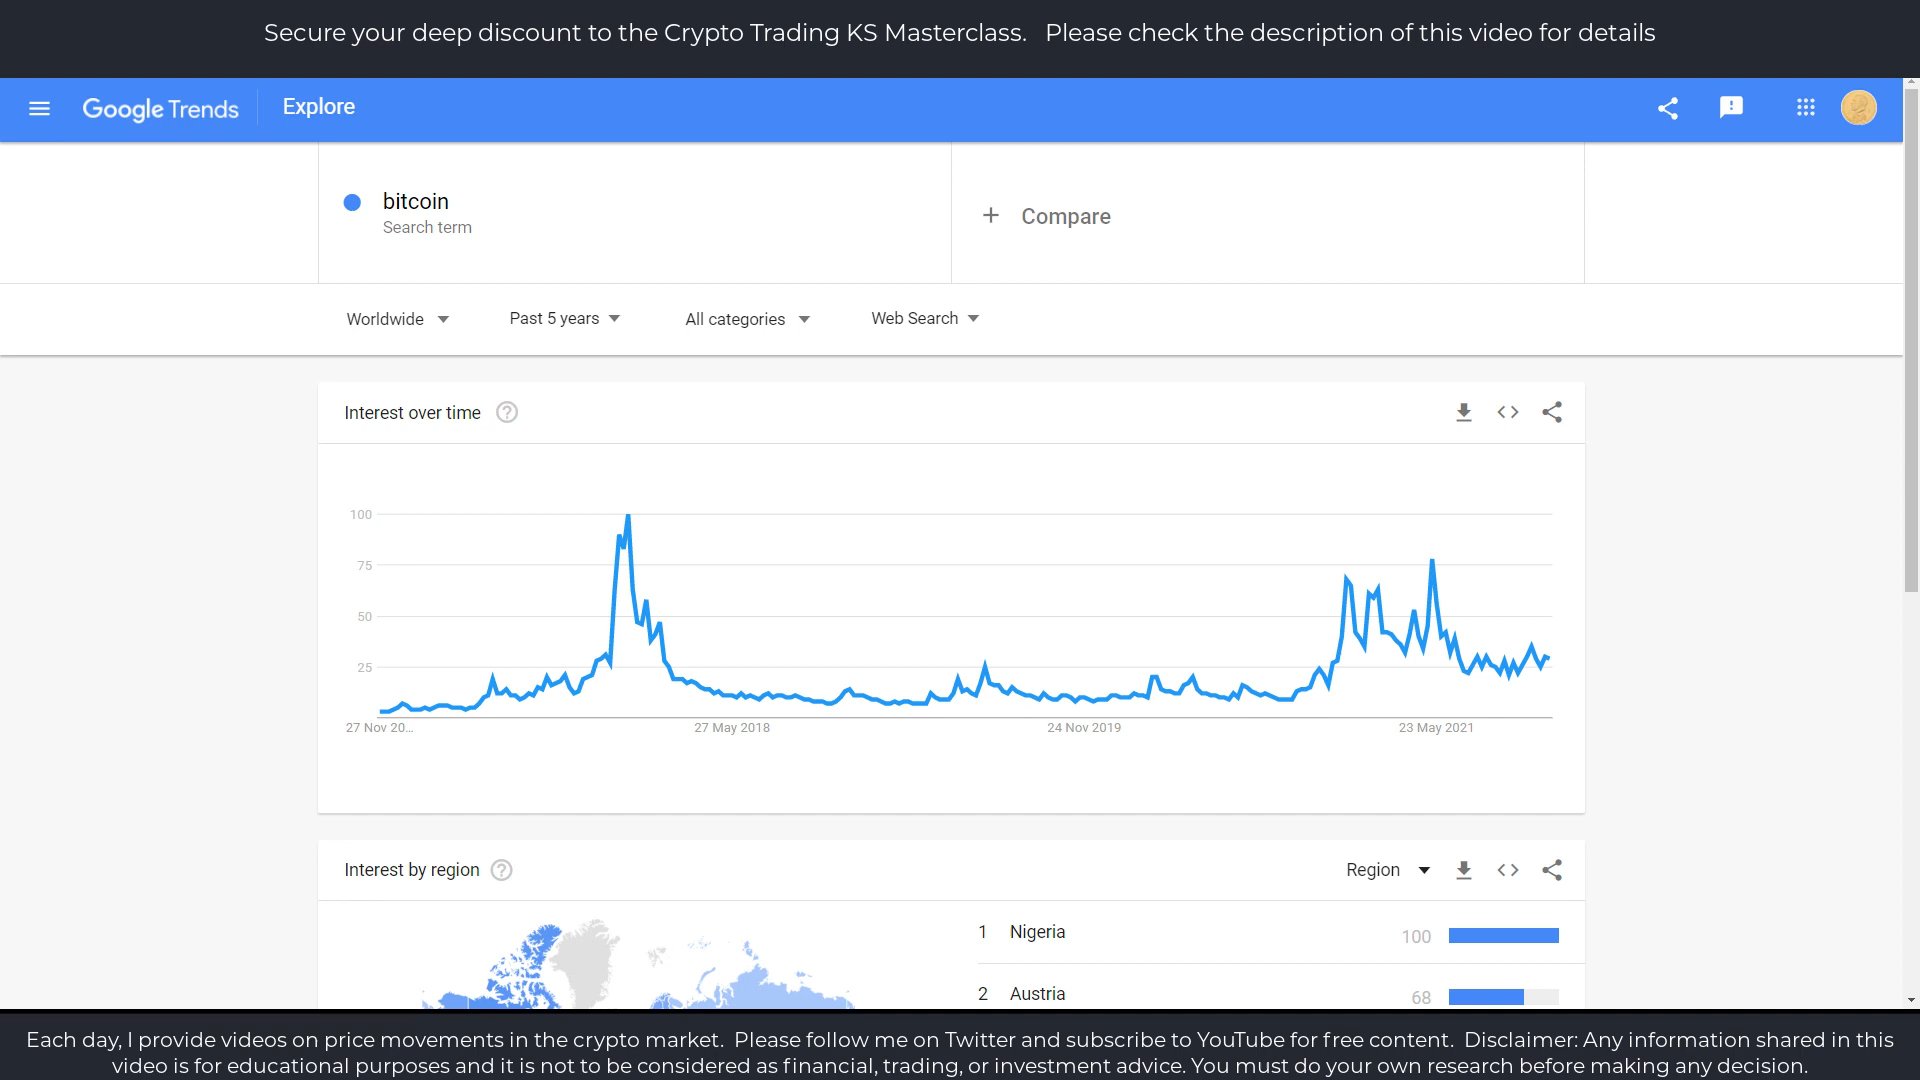 Secure your deep discount to the Crypto Trading KS Masterclass. Please check the description of this video for details
Google Trends Explore
bitcoin
Search term
+ Compare
Worldwide Past 5 years All categories Web Search
Interest over time
100
75
50
25
27 Nov 20... 27 May 2018 24 Nov 2019 23 May 2021
Interest by region Region
1 Nigeria 100
2 Austria 68
Each day, I provide videos on price movements in the crypto market. Please follow me on Twitter and subscribe to YouTube for free content. Disclaimer: Any information shared in this
video is for educational purposes and it is not to be considered as financial, trading, or investment advice. You must do your own research before making any decision.